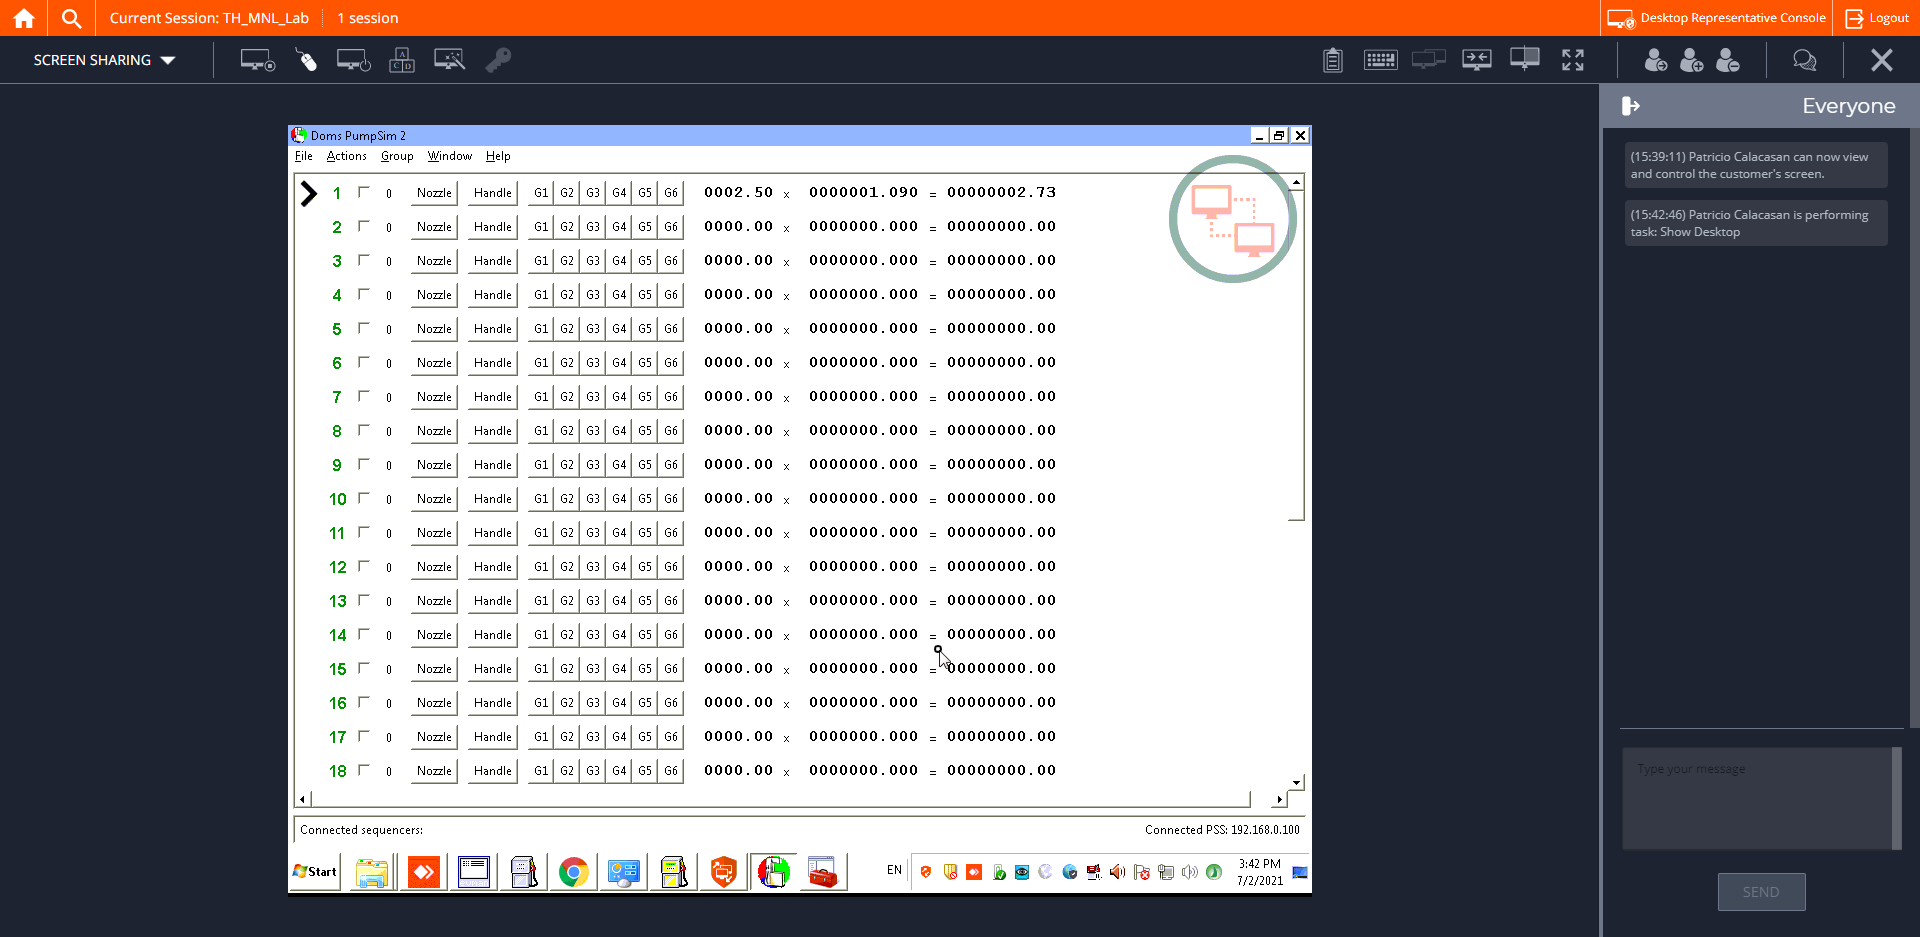 Current Session: TH_MNL_Lab 1 session Desktop Representative Console Logout
SCREEN SHARING
A
C D
Everyone
(15:39:11) Patricio Calacasan can now view
and control the customer's screen.
(15:42:46) Patricio Calacasan is performing
task: Show Desktop
Doms PumpSim 2
File Actions Group Window Help
1 0 Nozzle Handle G1 G2 G3 G4 G5 G6 0002.50 x 0000001.090 = 00000002.73
2 0 Nozzle Handle G1 G2 G3 G4 G5 G6 0000.00 x 0000000.000 = 00000000.00
3 0 Nozzle Handle G1 G2 G3 G4 G5 G6 0000.00 x 0000000.000 = 00000000.00
4 0 Nozzle Handle G1 G2 G3 G4 G5 G6 0000.00 x 0000000.000 = 00000000.00
5 0 Nozzle Handle G1 G2 G3 G4 G5 G6 0000.00 x 0000000.000 = 00000000.00
6 0 Nozzle Handle G1 G2 G3 G4 G5 G6 0000.00 x 0000000.000 = 00000000.00
7 0 Nozzle Handle G1 G2 G3 G4 G5 G6 0000.00 x 0000000.000 = 00000000.00
8 0 Nozzle Handle G1 G2 G3 G4 G5 G6 0000.00 x 0000000.000 = 00000000.00
9 0 Nozzle Handle G1 G2 G3 G4 G5 G6 0000.00 x 0000000.000 = 00000000.00
10 0 Nozzle Handle G1 G2 G3 G4 G5 G6 0000.00 x 0000000.000 = 00000000.00
11 0 Nozzle Handle G1 G2 G3 G4 G5 G6 0000.00 x 0000000.000 = 00000000.00
12 0 Nozzle Handle G1 G2 G3 G4 G5 G6 0000.00 x 0000000.000 = 00000000.00
13 0 Nozzle Handle G1 G2 G3 G4 G5 G6 0000.00 x 0000000.000 = 00000000.00
14 0 Nozzle Handle G1 G2 G3 G4 G5 G6 0000.00 x 0000000.000 = 00000000.00
15 0 Nozzle Handle G1 G2 G3 G4 G5 G6 0000.00 x 0000000.000 = 00000000.00
16 0 Nozzle Handle G1 G2 G3 G4 G5 G6 0000.00 x 0000000.000 = 00000000.00
17 0 Nozzle Handle G1 G2 G3 G4 G5 G6 0000.00 x 0000000.000 = 00000000.00
18 0 Nozzle Handle G1 G2 G3 G4 G5 G6 0000.00 x 0000000.000 = 00000000.00
Connected sequencers: Connected PSS: 192.168.0.100
Start EN 3:42 PM
7/2/2021
Type your message
SEND